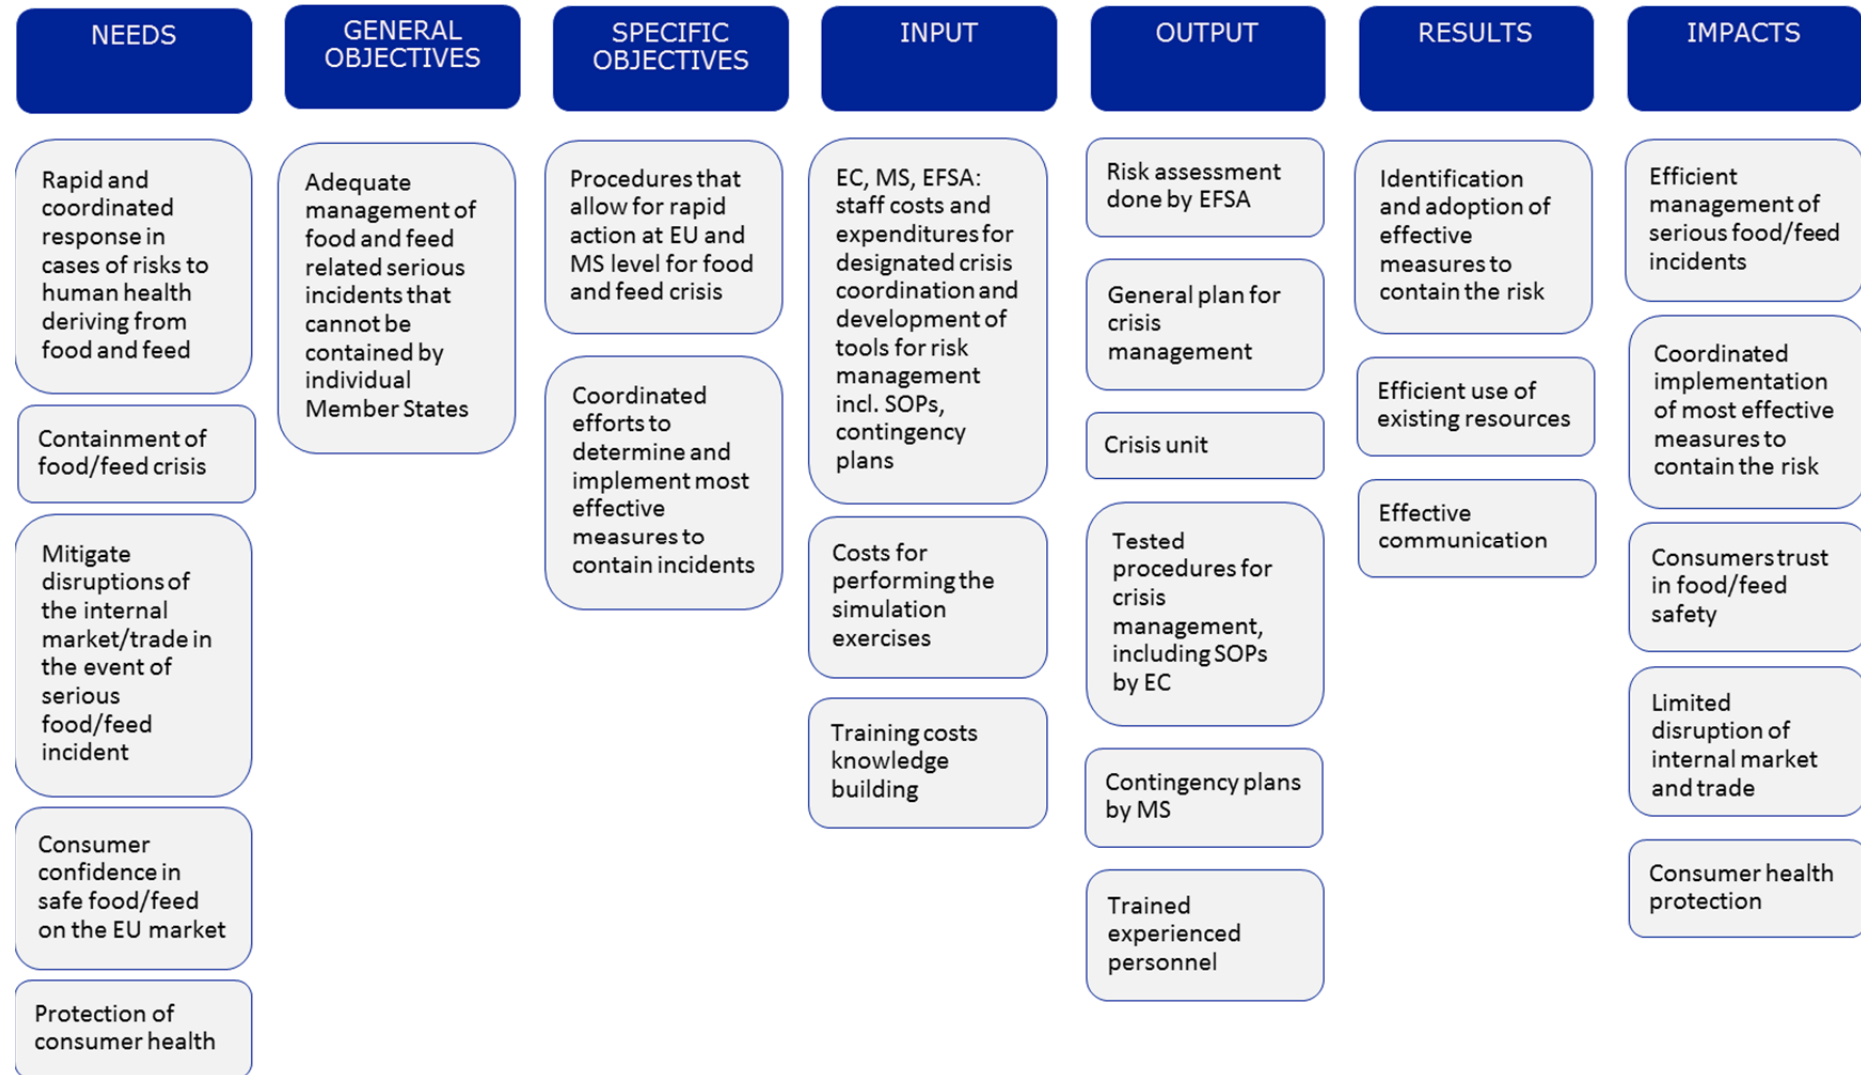 NEEDS
GENERAL
OBJECTIVES
SPECIFIC
OBJECTIVES
INPUT
OUTPUT
RESULTS
IMPACTS
Rapid and
coordinated
response in
cases of risks to
human health
deriving from
food and feed
Containment of
food/feed crisis
Mitigate
disruptions of
the internal
market/trade in
the event of
serious
food/feed
incident
Consumer
confidence in
safe food/feed
on the EU market
Protection of
consumer health
Adequate
management of
food and feed
related serious
incidents that
cannot be
contained by
individual
Member States
Procedures that
allow for rapid
action at EU and
MS level for food
and feed crisis
Coordinated
efforts to
determine and
implement most
effective
measures to
contain incidents
EC, MS, EFSA:
staff costs and
expenditures for
designated crisis
coordination and
development of
tools for risk
management
incl. SOPs,
contingency
plans
Costs for
performing the
simulation
exercises
Training costs
knowledge
building
Risk assessment
done by EFSA
General plan for
crisis
management
Crisis unit
Tested
procedures for
crisis
management,
including SOPs
by EC
Contingency plans
by MS
Trained
experienced
personnel
Identification
and adoption of
effective
measures to
contain the risk
Efficient use of
existing resources
Effective
communication
Efficient
management of
serious food/feed
incidents
Coordinated
implementation
of most effective
measures to
contain the risk
Consumers trust
in food/feed
safety
Limited
disruption of
internal market
and trade
Consumer health
protection